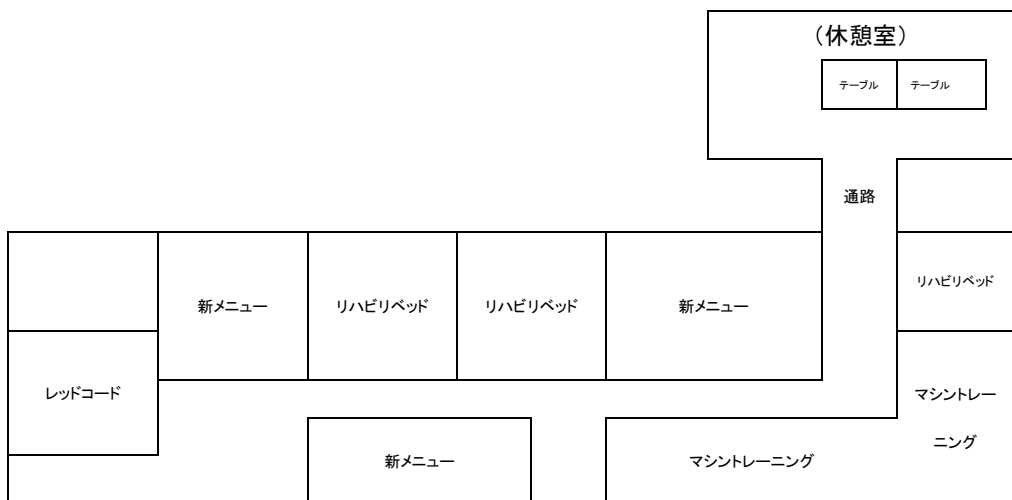 （休憩室）
テーブル
テーブル
通路
リハビリベッド
新メニュー
リハビリベッド
リハビリベッド
新メニュー
レッドコード
マシントレー
ニング
新メニュー
マシントレーニング